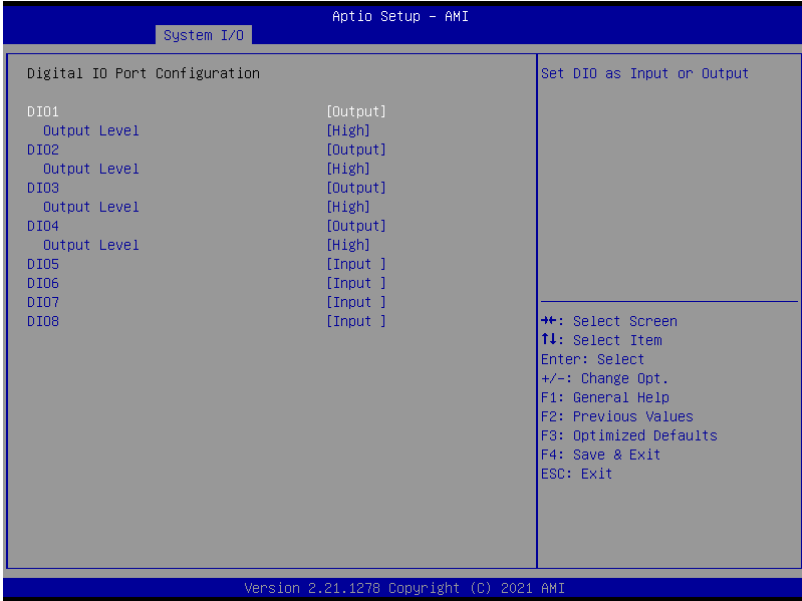 Aptio Setup – AMI
System I/O
Digital IO Port Configuration
DIO1 [Output]
Output Level [High]
DIO2 [Output]
Output Level [High]
DIO3 [Output]
Output Level [High]
DIO4 [Output]
Output Level [High]
DIO5 [Input ]
DIO6 [Input ]
DIO7 [Input ]
DIO8 [Input ]
Set DIO as Input or Output
→←: Select Screen
↑↓: Select Item
Enter: Select
+/-: Change Opt.
F1: General Help
F2: Previous Values
F3: Optimized Defaults
F4: Save & Exit
ESC: Exit
Version 2.21.1278 Copyright (C) 2021 AMI